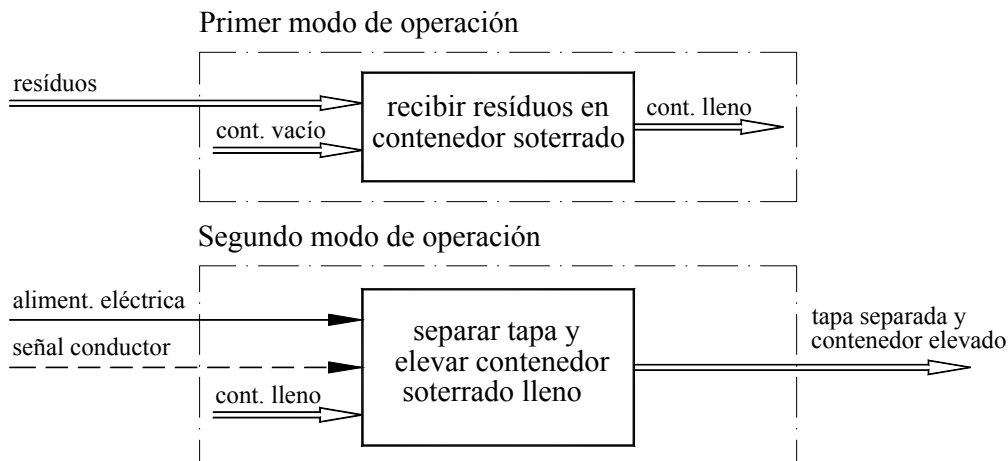 Primer modo de operación
resíduos
cont. vacío
recibir resíduos en
contenedor soterrado
cont. lleno
Segundo modo de operación
aliment. eléctrica
señal conductor
cont. lleno
separar tapa y
elevar contenedor
soterrado lleno
tapa separada y
contenedor elevado